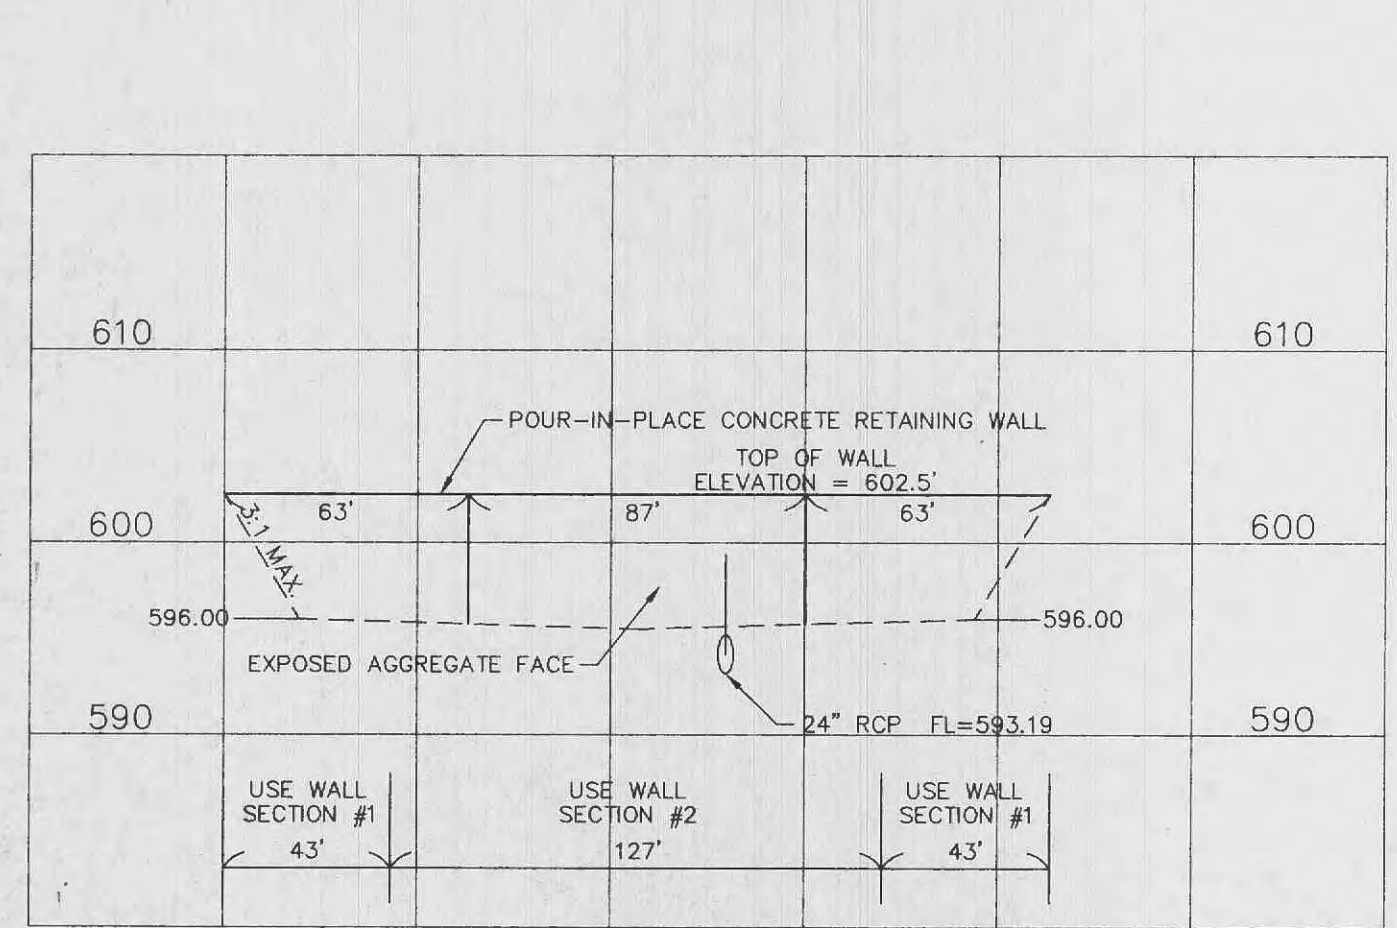 610
610
POUR-IN-PLACE CONCRETE RETAINING WALL
TOP OF WALL
ELEVATION = 602.5'
63'
87'
63'
3:1 MAX.
600
600
596.00
596.00
EXPOSED AGGREGATE FACE
590
24" RCP FL=593.19
590
USE WALL
SECTION #1
43'
USE WALL
SECTION #2
127'
USE WALL
SECTION #1
43'